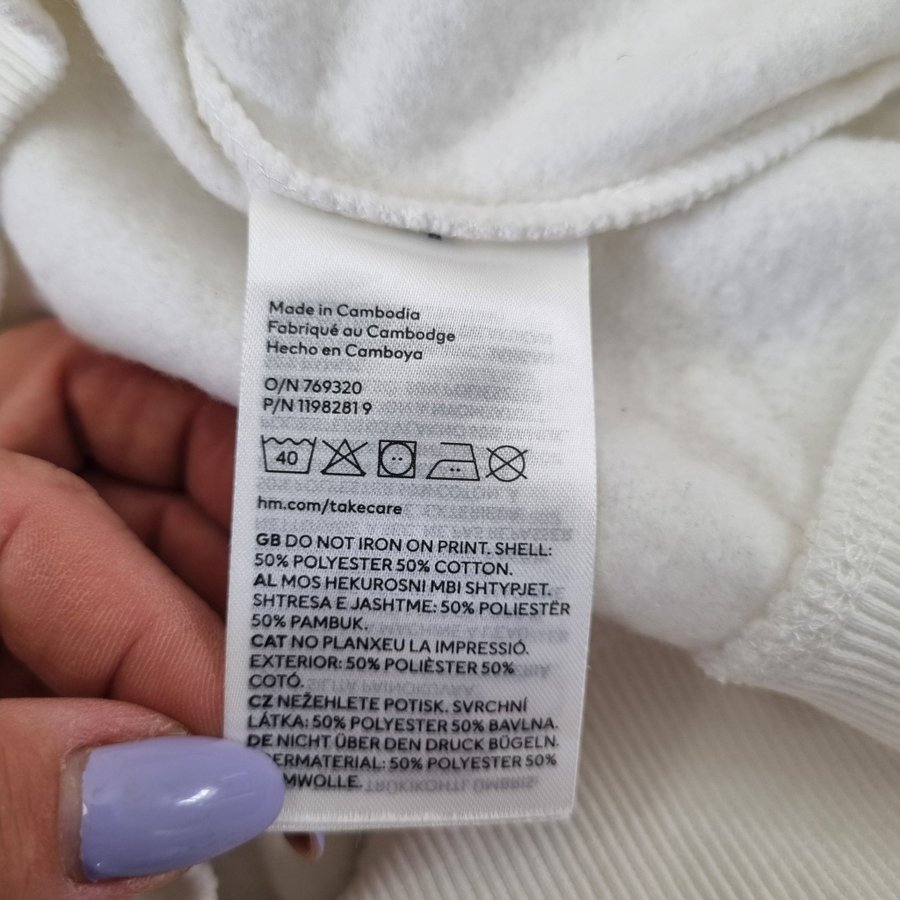 Made in Cambodia
Fabriqué au Cambodge
Hecho en Camboya
O/N 769320
P/N 11982819
40
hm.com/takecare
GB DO NOT IRON ON PRINT. SHELL:
50% POLYESTER 50% COTTON.
AL MOS HEKUROSNI MBI SHTYPJET.
SHTRESA E JASHTME: 50% POLIESTËR
50% PAMBUK.
CAT NO PLANXEU LA IMPRESSIÓ.
EXTERIOR: 50% POLIÈSTER 50%
COTÓ.
CZ NEŽEHLETE POTISK. SVRCHNÍ
LÁTKA: 50% POLYESTER 50% BAVLNA.
DE NICHT ÜBER DEN DRUCK BÜGELN.
ERMATERIAL: 50% POLYESTER 50%
MWOLLE.